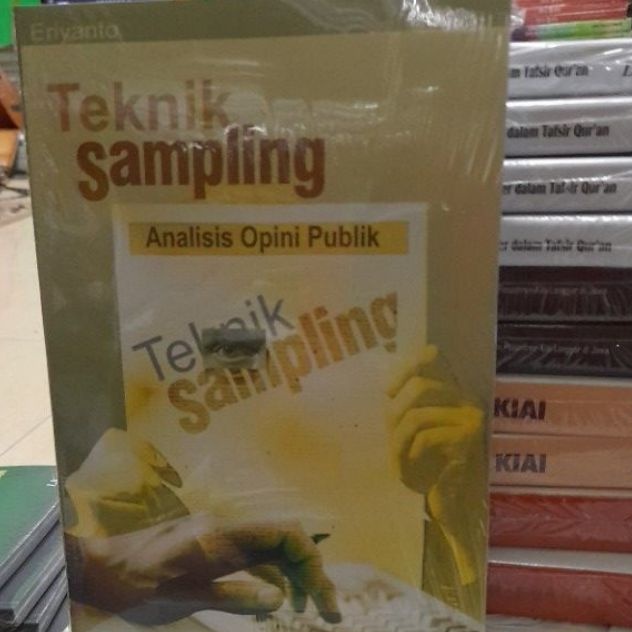 Eriyanto
Teknik
Sampling
Analisis Opini Publik
Teknik
Sampling
Tafsir Qur'an
dalam Tafsir Qur'an
er dalam Tafsir Qur'an
dalam Tafsir Qur'an
KIAI
KIAI